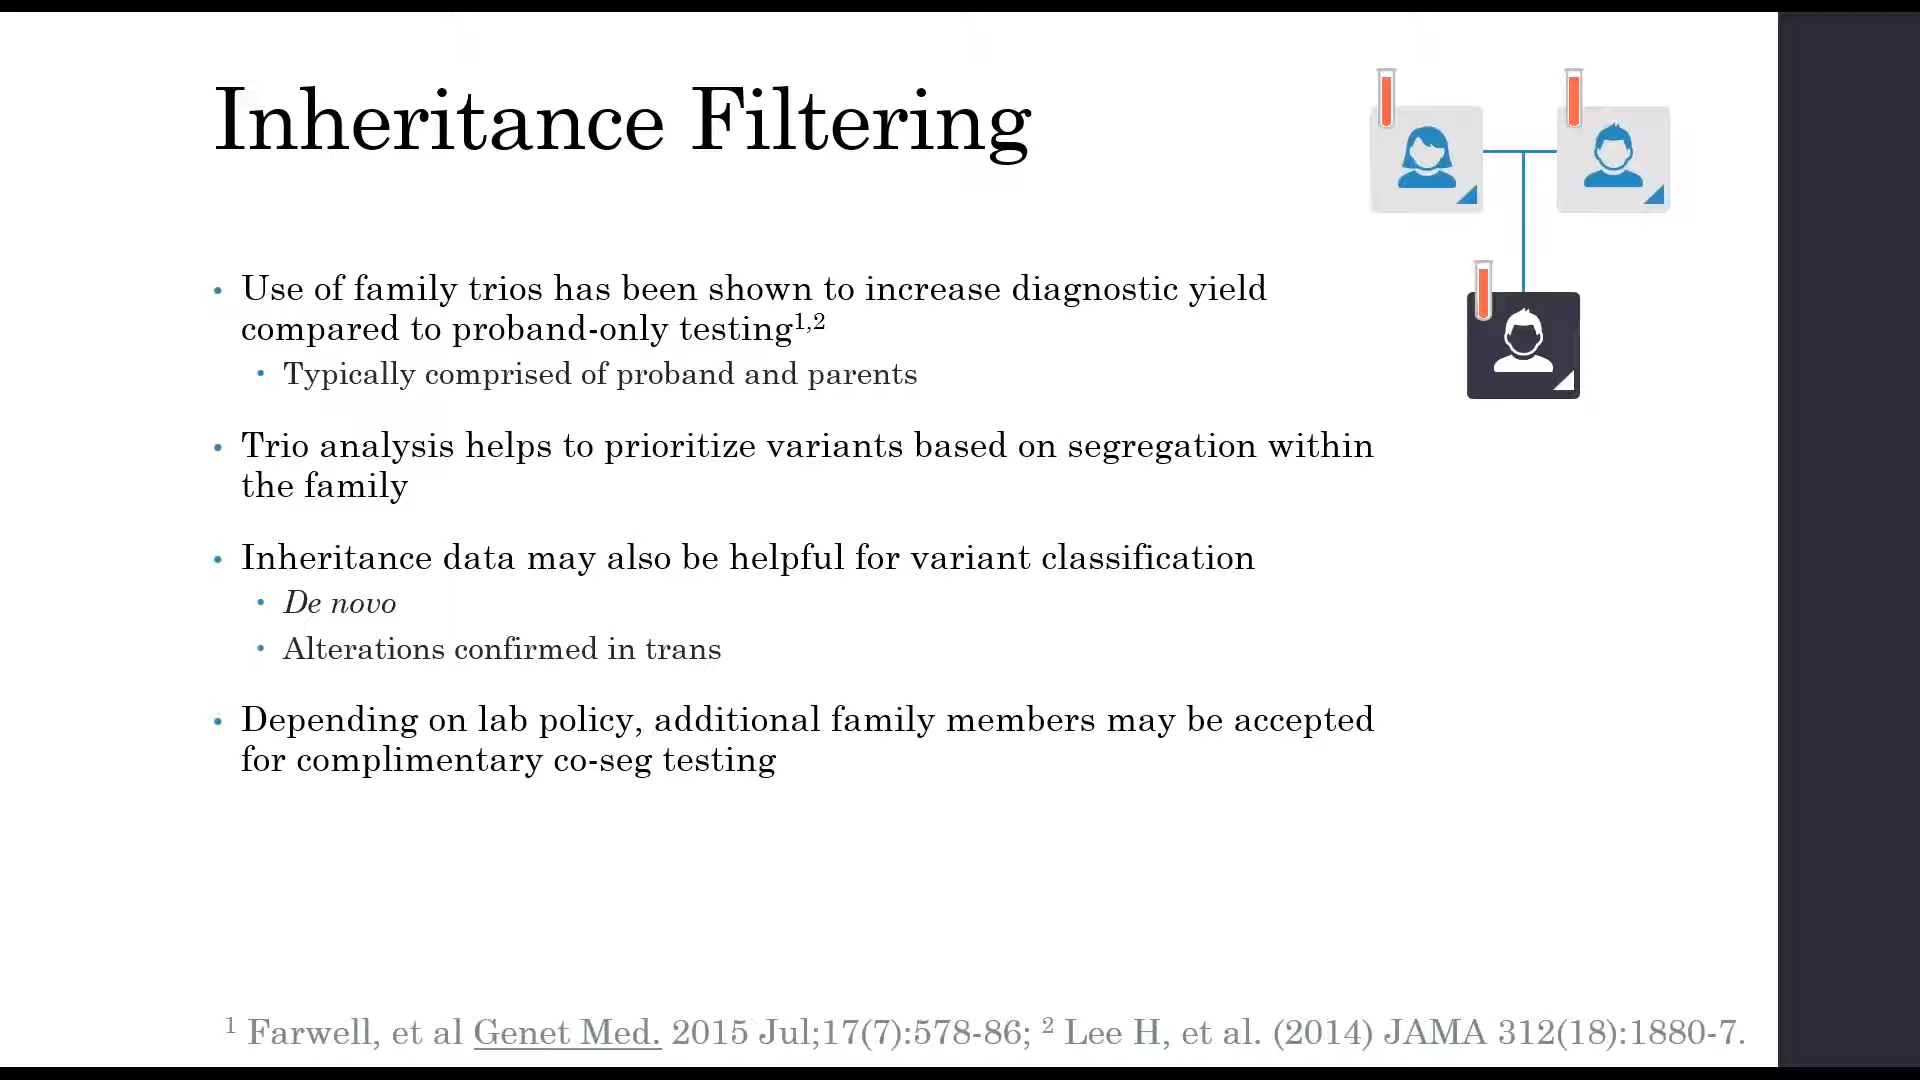 Inheritance Filtering
• Use of family trios has been shown to increase diagnostic yield
compared to proband-only testing1,2
• Typically comprised of proband and parents
• Trio analysis helps to prioritize variants based on segregation within
the family
• Inheritance data may also be helpful for variant classification
• De novo
• Alterations confirmed in trans
• Depending on lab policy, additional family members may be accepted
for complimentary co-seg testing
1 Farwell, et al Genet Med. 2015 Jul;17(7):578-86; 2 Lee H, et al. (2014) JAMA 312(18):1880-7.